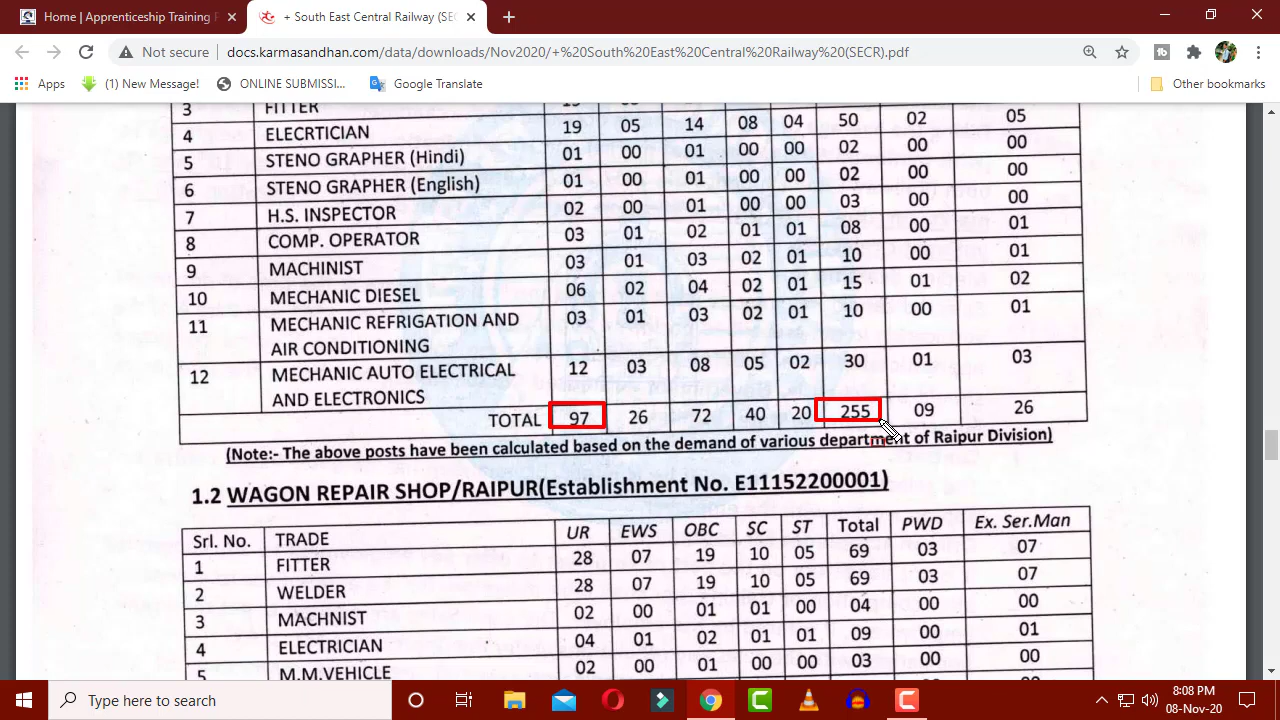 Home | Apprenticeship Training
+ South East Central Railway (SEC
Not secure | docs.karmasandhan.com/data/downloads/Nov2020/+%20South%20East%20Central%20Railway%20(SECR).pdf
Apps (1) New Message! ONLINE SUBMISSI... Google Translate Other bookmarks
3 FITTER
4 ELECRTICIAN 19 05 14 08 04 50 02 05
5 STENO GRAPHER (Hindi) 01 00 01 00 00 02 00 00
6 STENO GRAPHER (English) 01 00 01 00 00 02 00 00
7 H.S. INSPECTOR 02 00 01 00 00 03 00 00
8 COMP. OPERATOR 03 01 02 01 01 08 00 01
9 MACHINIST 03 01 03 02 01 10 00 01
10 MECHANIC DIESEL 06 02 04 02 01 15 01 02
11 MECHANIC REFRIGATION AND 03 01 03 02 01 10 00 01
AIR CONDITIONING
12 MECHANIC AUTO ELECTRICAL 12 03 08 05 02 30 01 03
AND ELECTRONICS
TOTAL 97 26 72 40 20 255 09 26
(Note:- The above posts have been calculated based on the demand of various department of Raipur Division)
1.2 WAGON REPAIR SHOP/RAIPUR(Establishment No. E11152200001)
Srl. No. TRADE UR EWS OBC SC ST Total PWD Ex. Ser.Man
1 FITTER 28 07 19 10 05 69 03 07
2 WELDER 28 07 19 10 05 69 03 07
3 MACHNIST 02 00 01 01 00 04 00 00
4 ELECTRICIAN 04 01 02 01 01 09 00 01
5 M.M.VEHICLE 02 00 01 00 00 03 00 00
Type here to search
8:08 PM
08-Nov-20